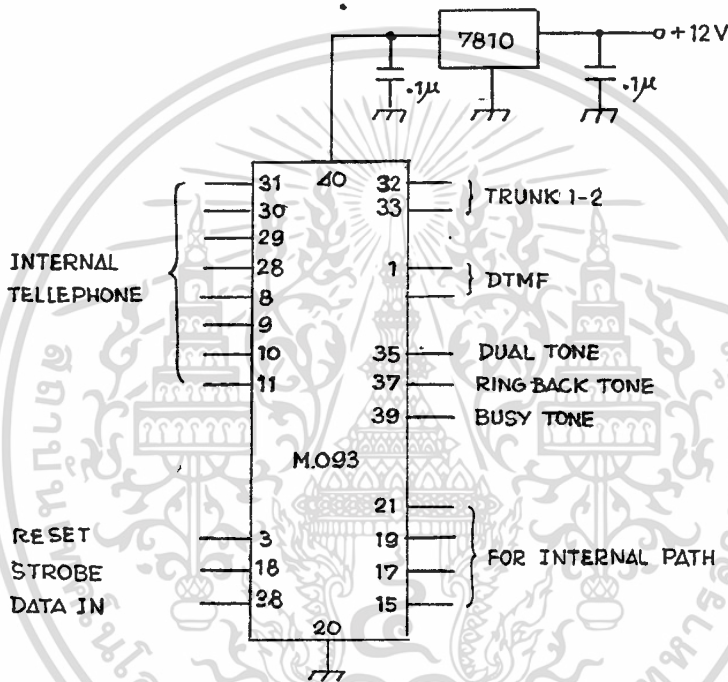 7810
+12V
.1µ
.1µ
40
31
30
29
28
8
9
10
11
INTERNAL
TELLEPHONE
32
33
TRUNK 1-2
1
DTMF
35
DUAL TONE
37
RING BACK TONE
39
BUSY TONE
M.093
21
19
17
15
FOR INTERNAL PATH
RESET
3
STROBE
18
DATA IN
28
20